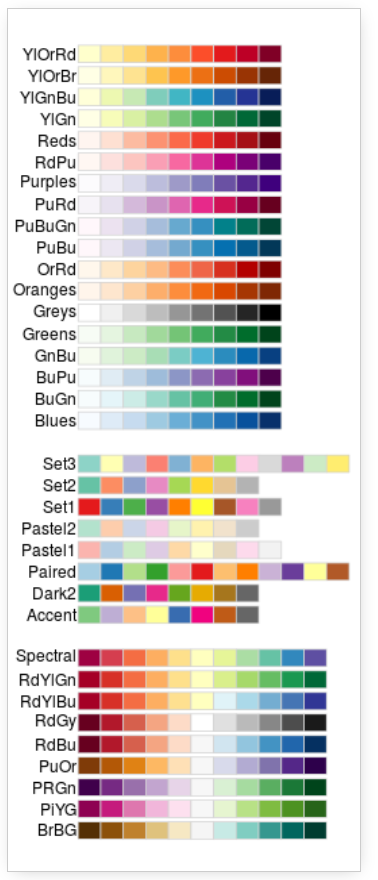 YlOrRd
YlOrBr
YlGnBu
YlGn
Reds
RdPu
Purples
PuRd
PuBuGn
PuBu
OrRd
Oranges
Greys
Greens
GnBu
BuPu
BuGn
Blues
Set3
Set2
Set1
Pastel2
Pastel1
Paired
Dark2
Accent
Spectral
RdYlGn
RdYlBu
RdGy
RdBu
PuOr
PRGn
PiYG
BrBG